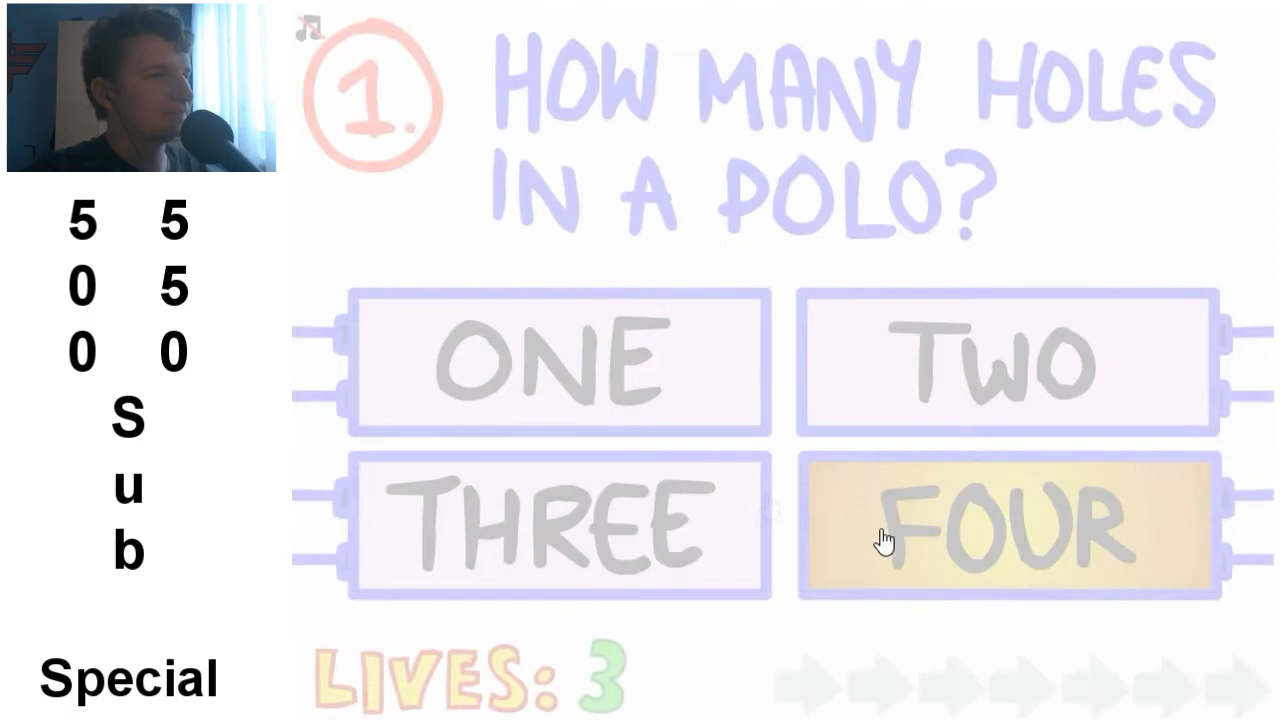 5 5
0 5
0 0
S
u
b
Special
1.
HOW MANY HOLES
IN A POLO?
ONE
TWO
THREE
FOUR
LIVES: 3